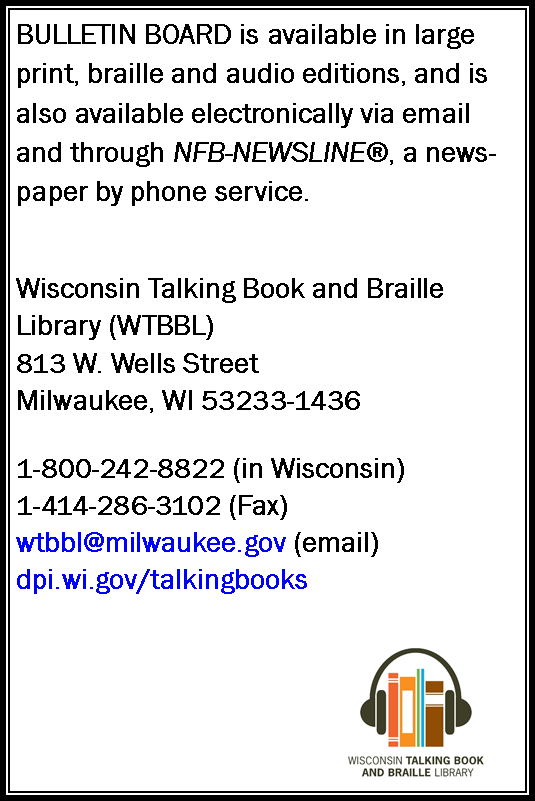 BULLETIN BOARD is available in large
print, braille and audio editions, and is
also available electronically via email
and through NFB-NEWSLINE®, a news-
paper by phone service.
Wisconsin Talking Book and Braille
Library (WTBBL)
813 W. Wells Street
Milwaukee, WI 53233-1436
1-800-242-8822 (in Wisconsin)
1-414-286-3102 (Fax)
wtbbl@milwaukee.gov (email)
dpi.wi.gov/talkingbooks
WISCONSIN TALKING BOOK
AND BRAILLE LIBRARY